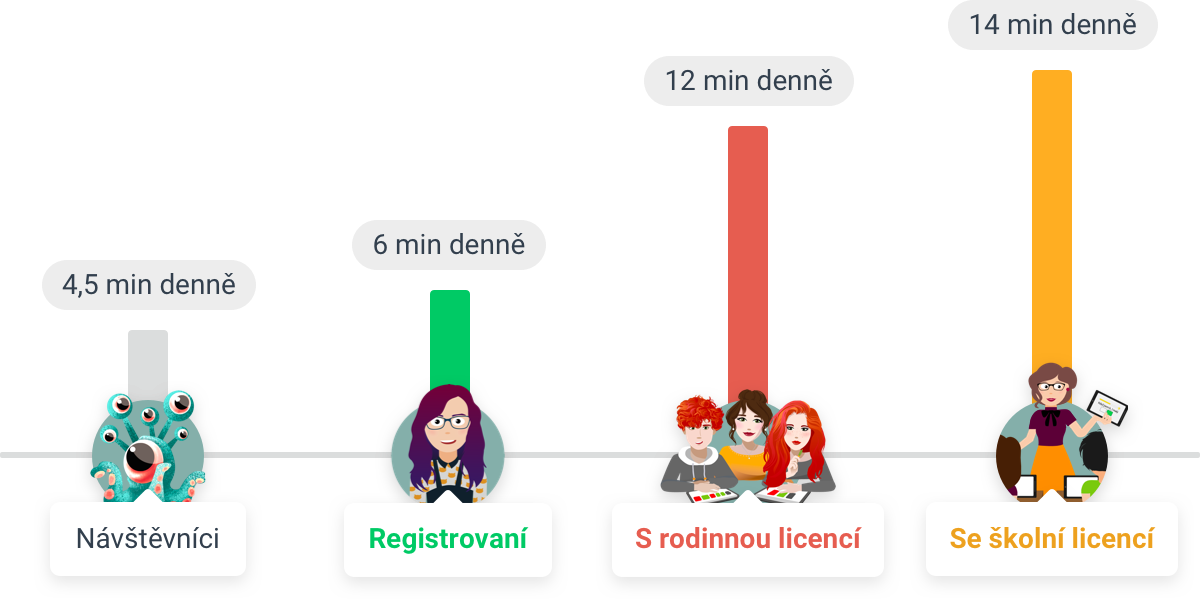 14 min denně
12 min denně
6 min denně
4,5 min denně
Návštěvníci
Registrovaní
S rodinnou licencí
Se školní licencí